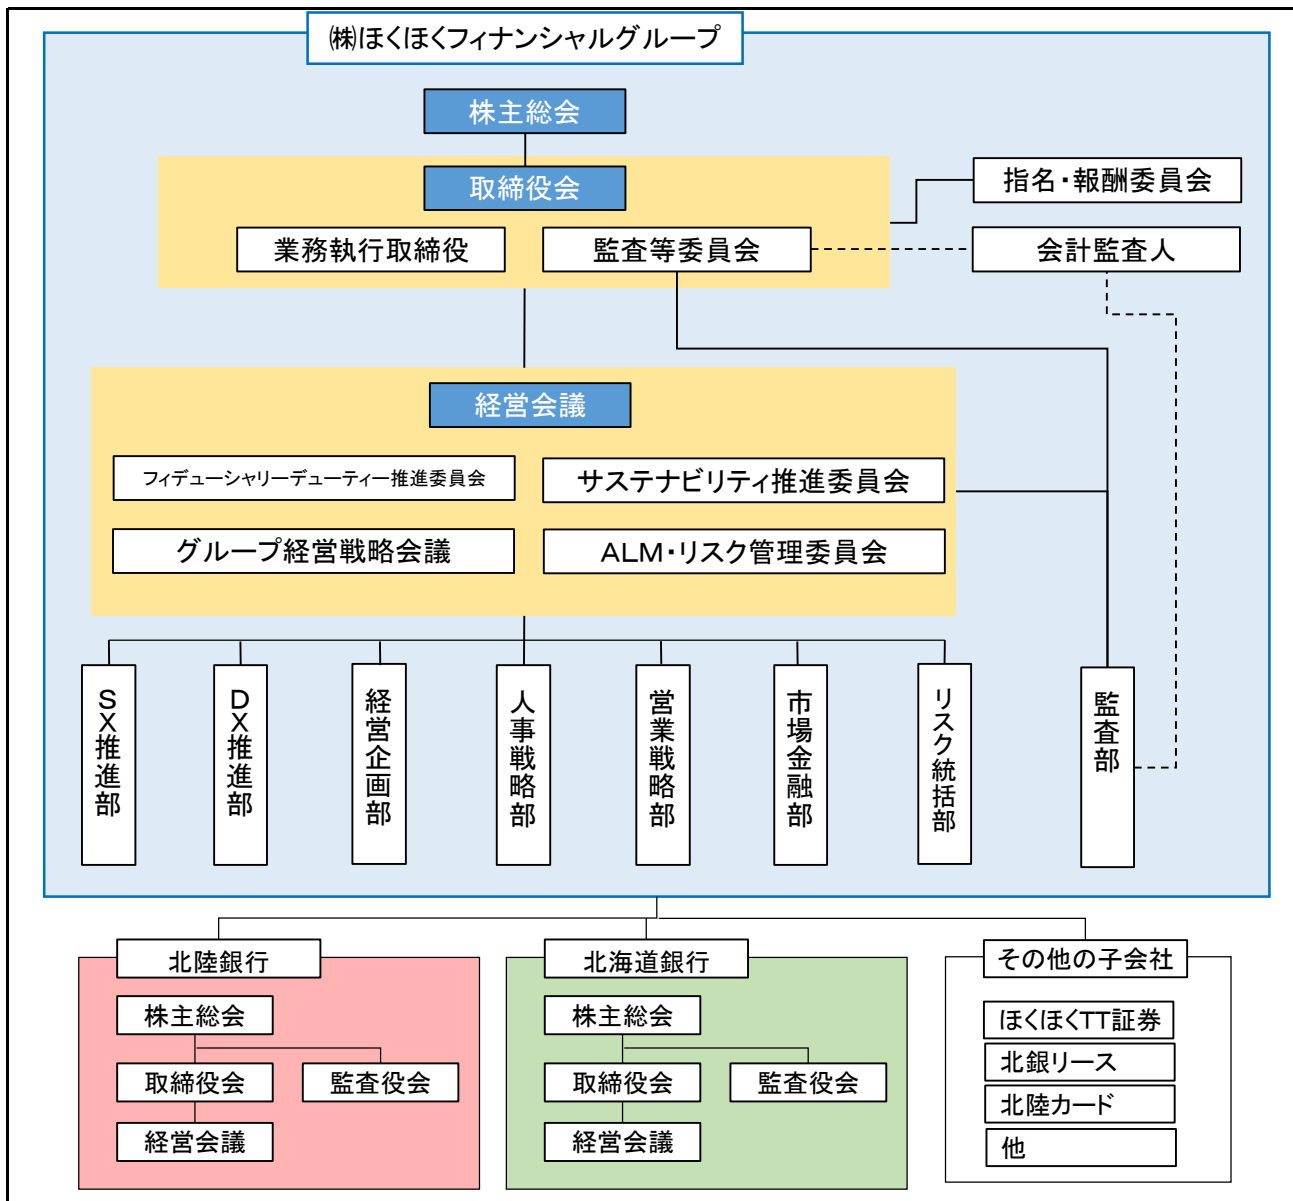 ㈱ほくほくフィナンシャルグループ
株主総会
取締役会
指名・報酬委員会
業務執行取締役
監査等委員会
会計監査人
経営会議
フィデューシャリーデューティー推進委員会
サステナビリティ推進委員会
グループ経営戦略会議
ALM・リスク管理委員会
SX推進部
DX推進部
経営企画部
人事戦略部
営業戦略部
市場金融部
リスク統括部
監査部
北陸銀行
株主総会
取締役会
監査役会
経営会議
北海道銀行
株主総会
取締役会
監査役会
経営会議
その他の子会社
ほくほくTT証券
北銀リース
北陸カード
他